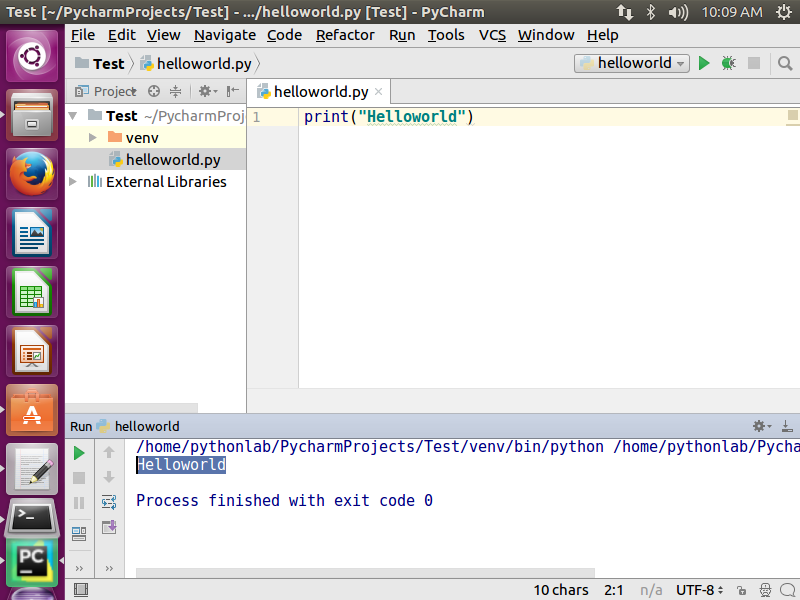 Test [~/PycharmProjects/Test] - .../helloworld.py [Test] - PyCharm 10:09 AM
File Edit View Navigate Code Refactor Run Tools VCS Window Help
Test helloworld.py helloworld
Project helloworld.py
Test ~/PycharmProj
venv
helloworld.py
External Libraries
1 print("Helloworld")
Run helloworld
/home/pythonlab/PycharmProjects/Test/venv/bin/python /home/pythonlab/Pycha
Helloworld
Process finished with exit code 0
PC
10 chars 2:1 n/a UTF-8